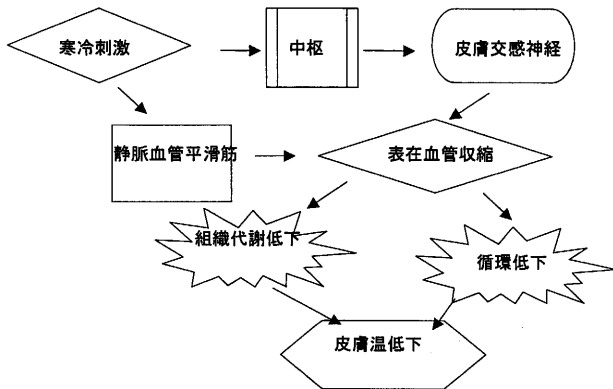 寒冷刺激
中枢
皮膚交感神経
静脈血管平滑筋
表在血管収縮
組織代謝低下
循環低下
皮膚温低下